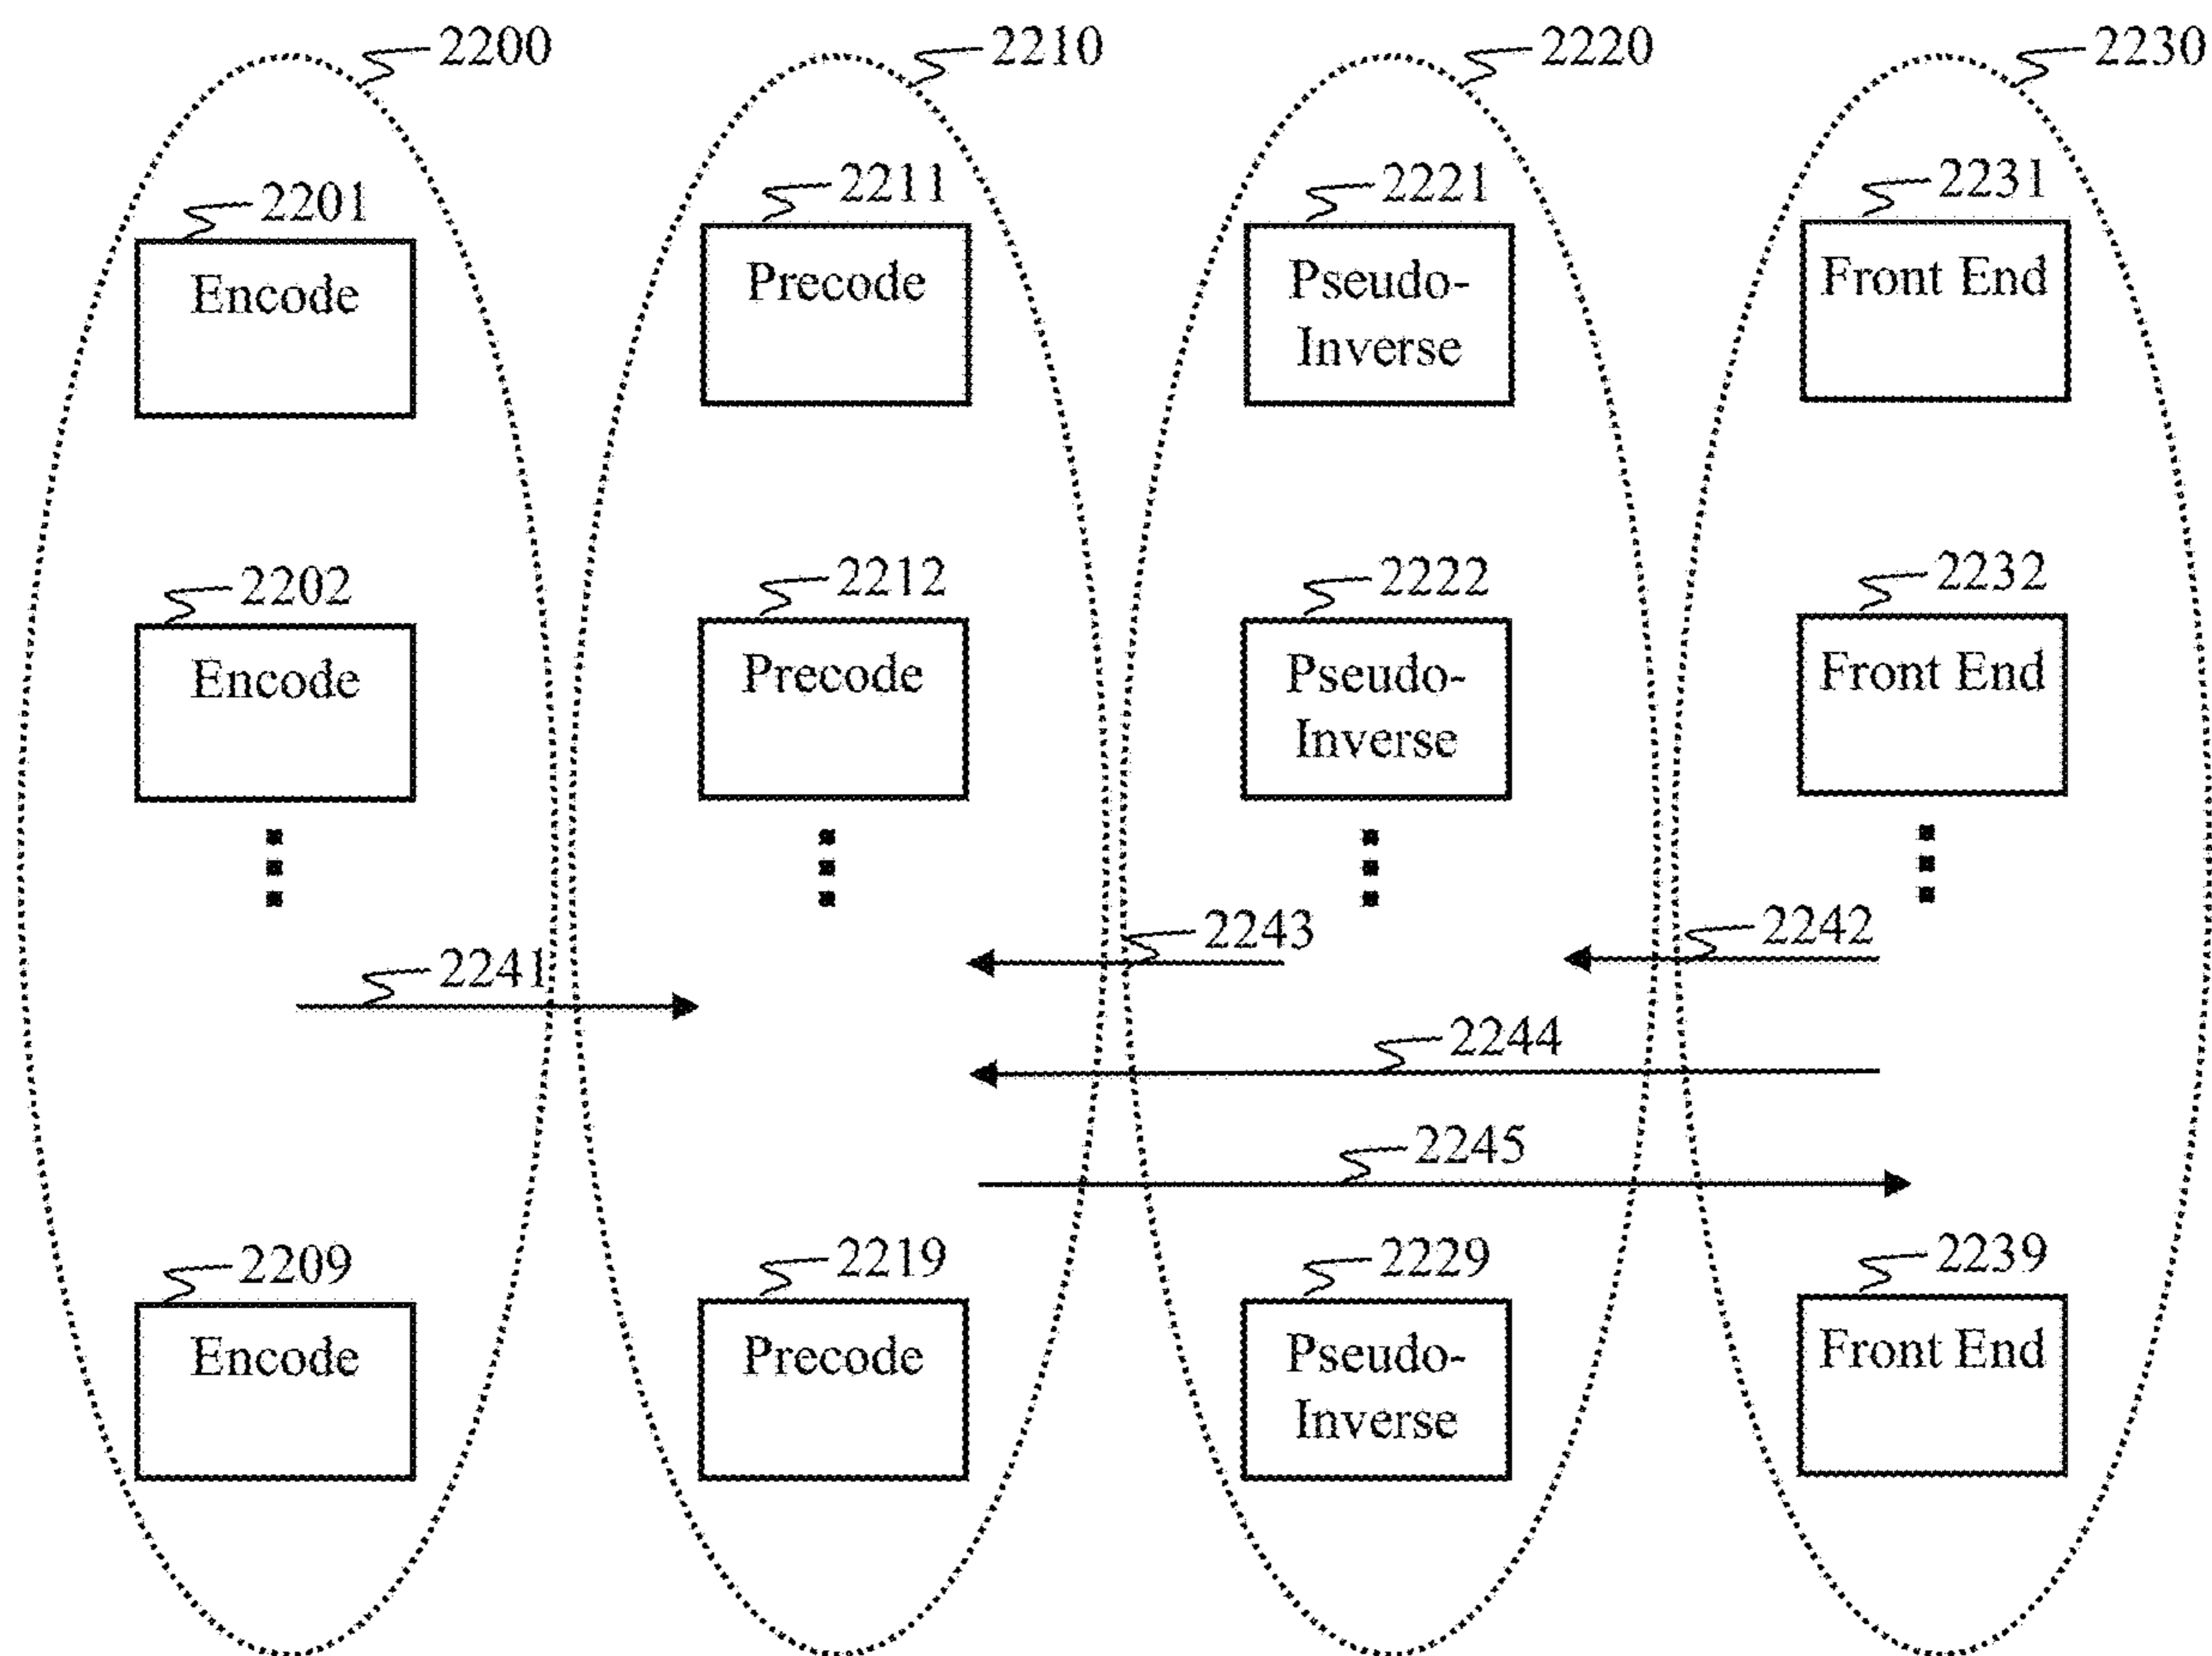 2200
2210
2220
2230
2201
2211
2221
2231
Encode
Precode
Pseudo-
Inverse
Front End
2202
2212
2222
2232
Encode
Precode
Pseudo-
Inverse
Front End
2243
2242
2241
2244
2245
2209
2219
2229
2239
Encode
Precode
Pseudo-
Inverse
Front End